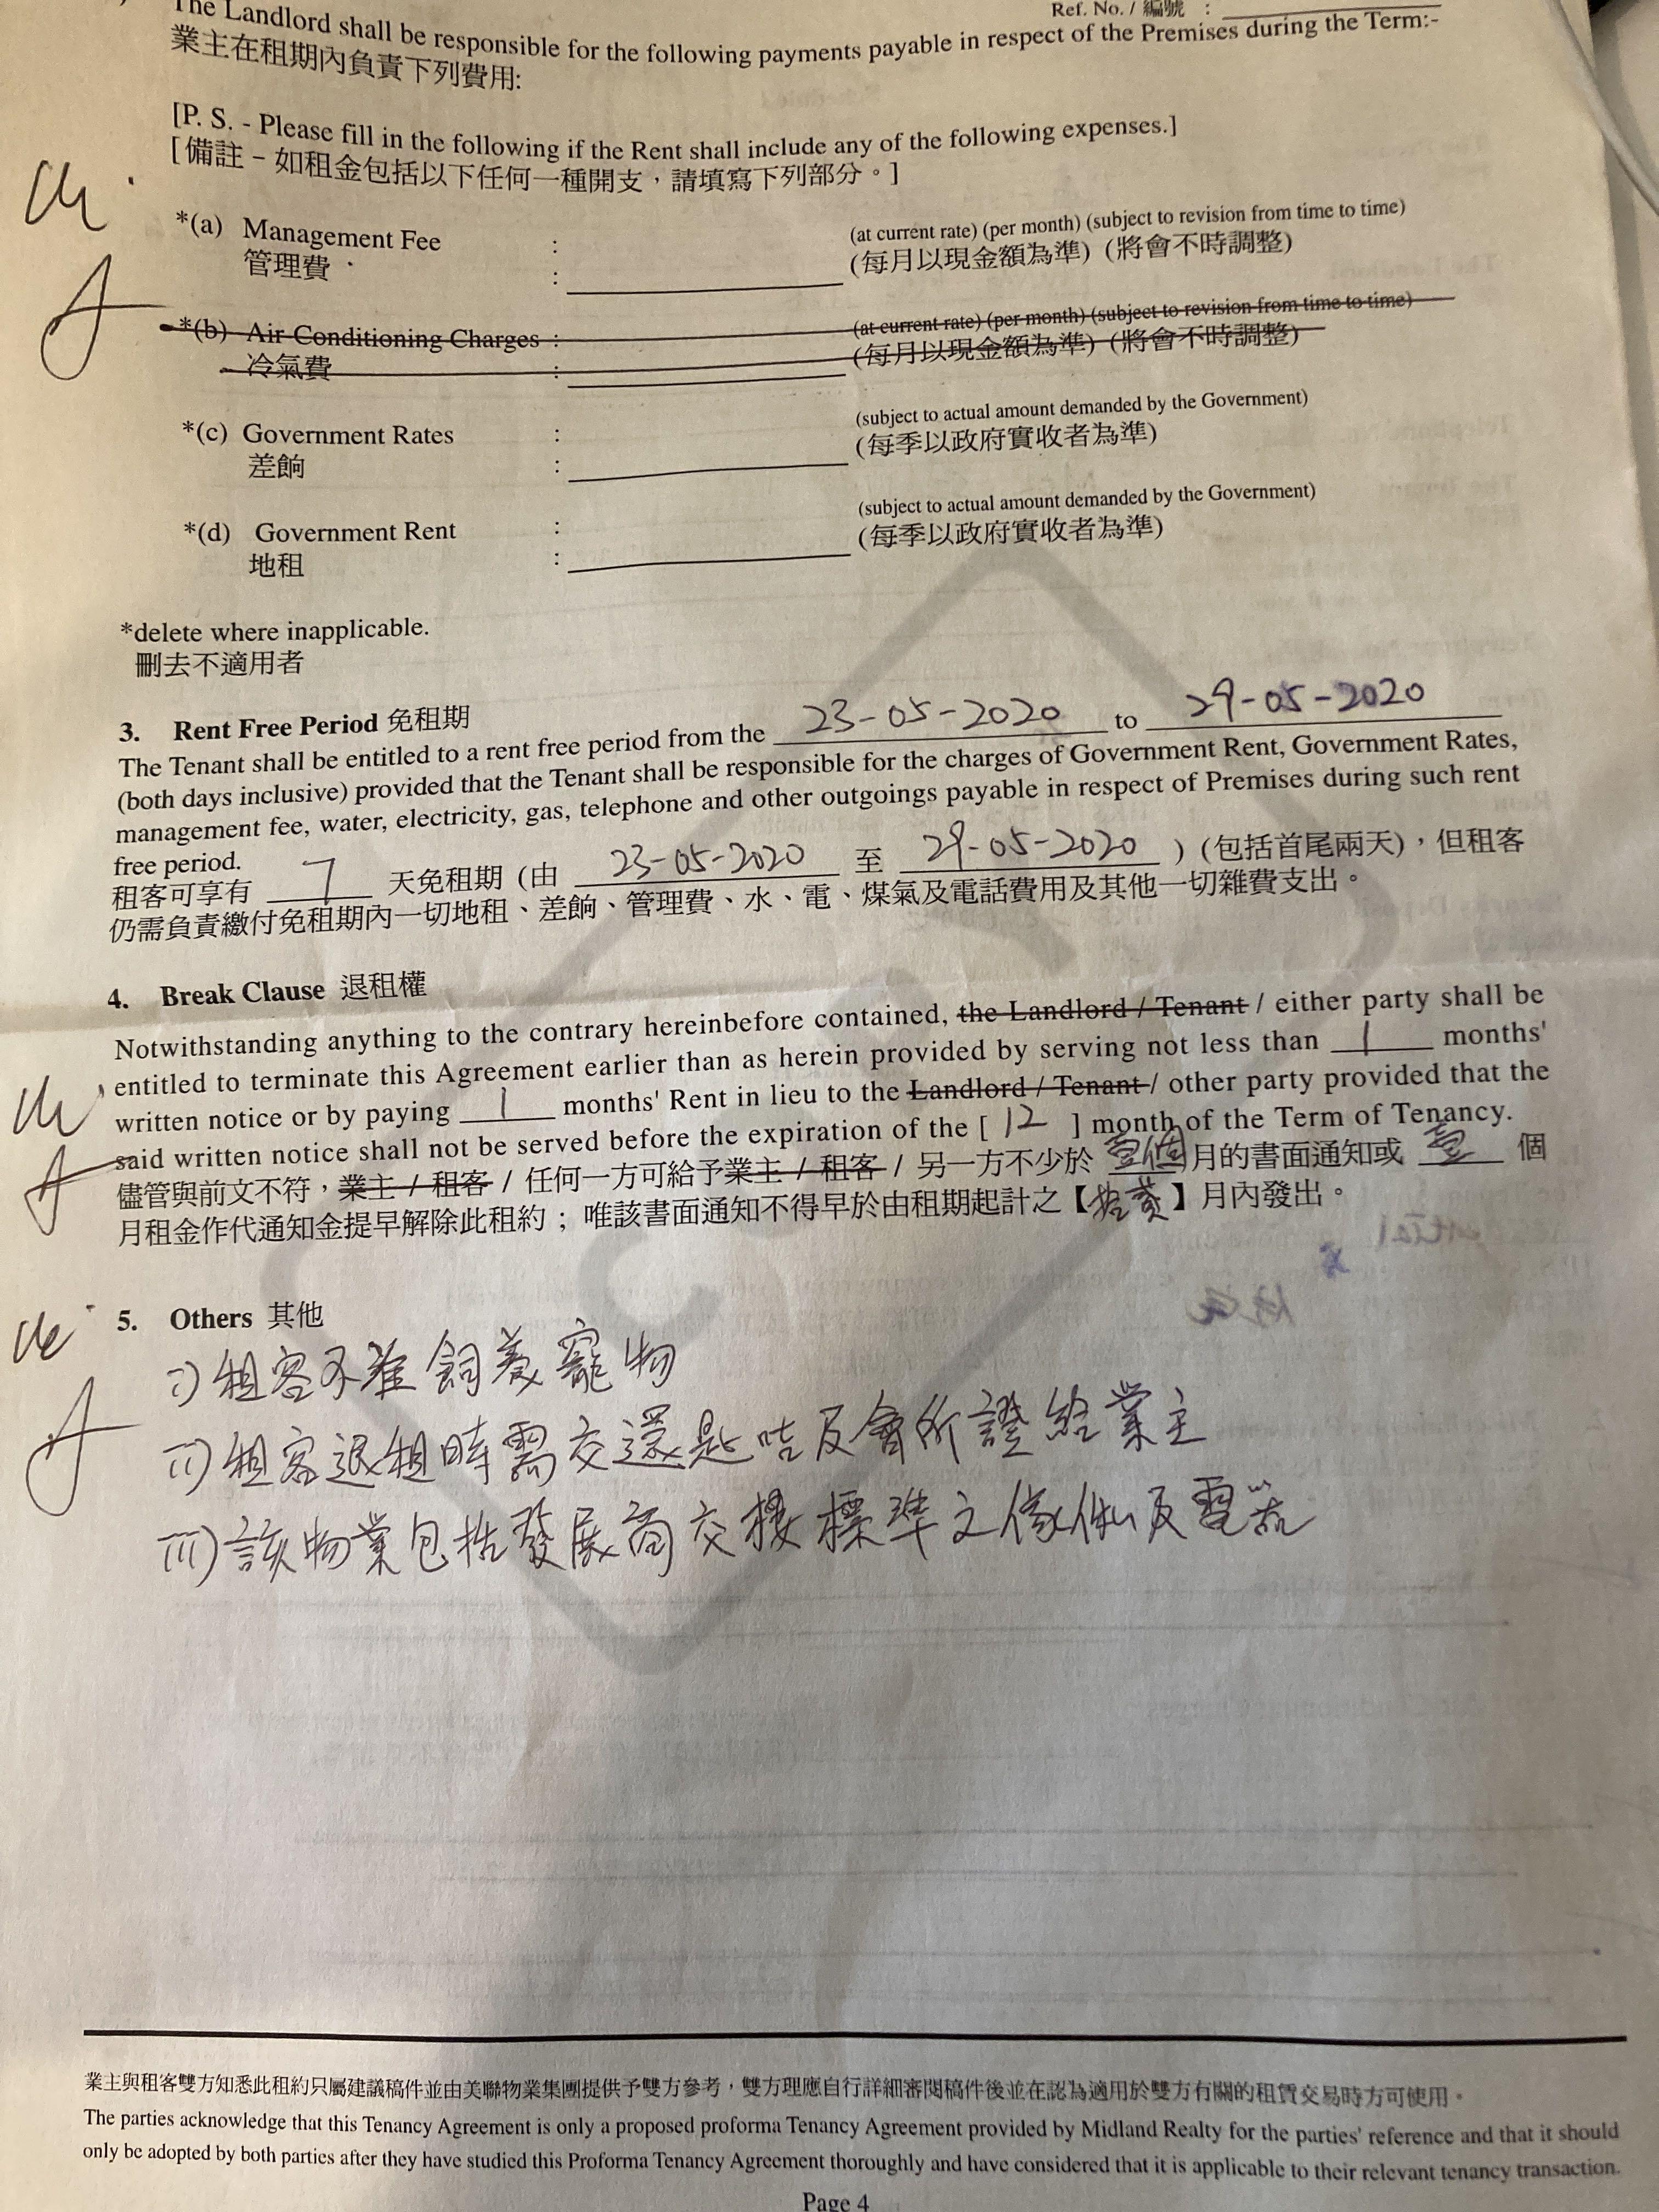 Ref. No. / 編號 :
The Landlord shall be responsible for the following payments payable in respect of the Premises during the Term:-
業主在租期內負責下列費用:
[P. S. - Please fill in the following if the Rent shall include any of the following expenses.]
[備註 – 如租金包括以下任何一種開支，請填寫下列部分。]
*(a) Management Fee : (at current rate) (per month) (subject to revision from time to time)
管理費 : (每月以現金額為準) (將會不時調整)
*(b) Air-Conditioning Charges : (at current rate) (per month) (subject to revision from time to time)
冷氣費 : (每月以現金額為準) (將會不時調整)
*(c) Government Rates : (subject to actual amount demanded by the Government)
差餉 : (每季以政府實收者為準)
*(d) Government Rent : (subject to actual amount demanded by the Government)
地租 : (每季以政府實收者為準)
*delete where inapplicable.
刪去不適用者
3. Rent Free Period 免租期
The Tenant shall be entitled to a rent free period from the 23-05-2020 to 29-05-2020
(both days inclusive) provided that the Tenant shall be responsible for the charges of Government Rent, Government Rates,
management fee, water, electricity, gas, telephone and other outgoings payable in respect of Premises during such rent
free period.
租客可享有 7 天免租期 (由 23-05-2020 至 29-05-2020 ) (包括首尾兩天)，但租客
仍需負責繳付免租期內一切地租、差餉、管理費、水、電、煤氣及電話費用及其他一切雜費支出。
4. Break Clause 退租權
Notwithstanding anything to the contrary hereinbefore contained, the Landlord / Tenant / either party shall be
entitled to terminate this Agreement earlier than as herein provided by serving not less than 1 months'
written notice or by paying 1 months' Rent in lieu to the Landlord / Tenant / other party provided that the
said written notice shall not be served before the expiration of the [ 12 ] month of the Term of Tenancy.
儘管與前文不符，業主 / 租客 / 任何一方可給予業主 / 租客 / 另一方不少於 壹個 月的書面通知或 壹 個
月租金作代通知金提早解除此租約；唯該書面通知不得早於由租期起計之【拾貳】月內發出。
5. Others 其他
i) 租客不准飼養寵物
ii) 租客退租時需交還匙咭及會所證給業主
iii) 該物業包括發展商交樓標準之傢俬及電器
業主與租客雙方知悉此租約只屬建議稿件並由美聯物業集團提供予雙方參考，雙方理應自行詳細審閱稿件後並在認為適用於雙方有關的租賃交易時方可使用。
The parties acknowledge that this Tenancy Agreement is only a proposed proforma Tenancy Agreement provided by Midland Realty for the parties' reference and that it should
only be adopted by both parties after they have studied this Proforma Tenancy Agreement thoroughly and have considered that it is applicable to their relevant tenancy transaction.
Page 4